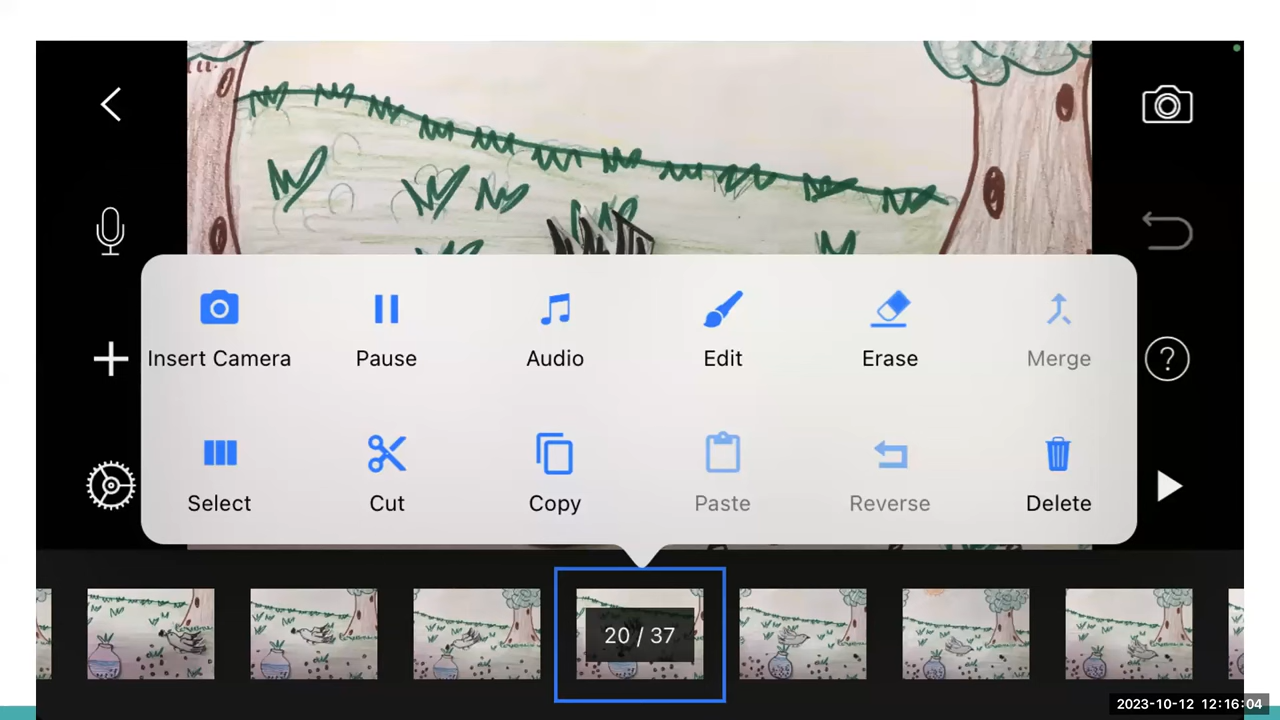 Insert Camera
Pause
Audio
Edit
Erase
Merge
?
Select
Cut
Copy
Paste
Reverse
Delete
20 / 37
2023-10-12 12:16:04